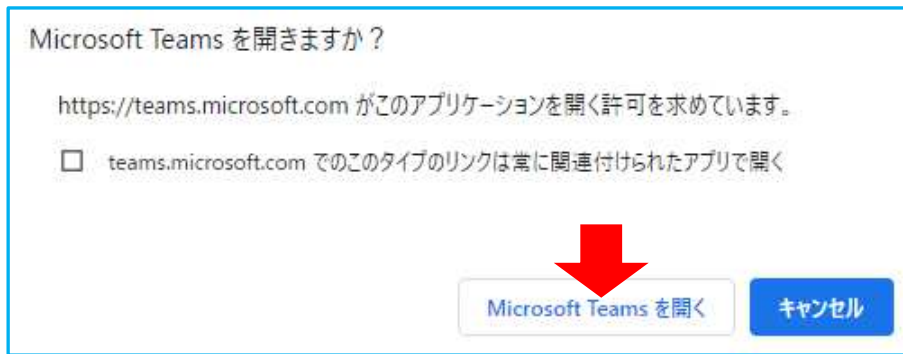 Microsoft Teams を開きますか？
https://teams.microsoft.com がこのアプリケーションを開く許可を求めています。
teams.microsoft.com でのこのタイプのリンクは常に関連付けられたアプリで開く
Microsoft Teams を開く キャンセル